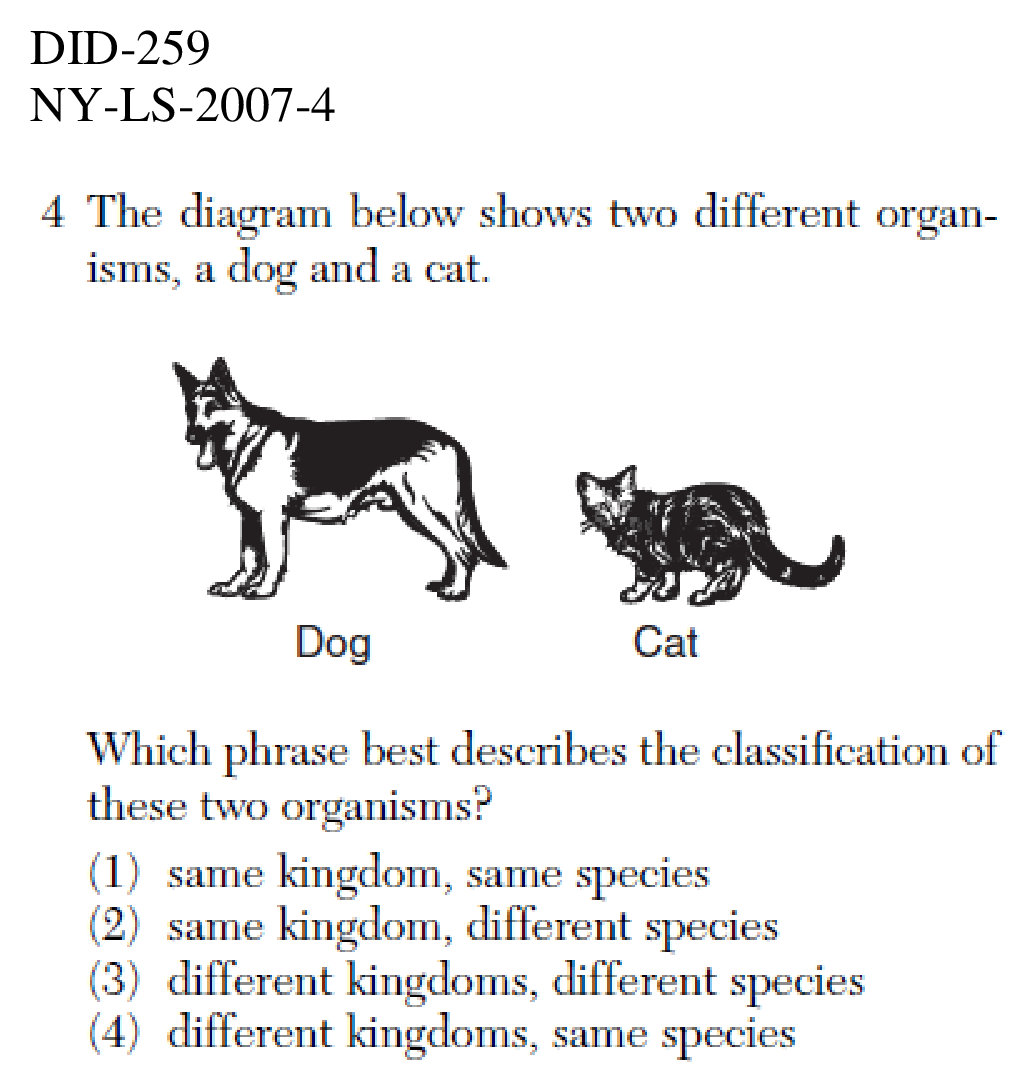 DID-259
NY-LS-2007-4
4 The diagram below shows two different organ-
isms, a dog and a cat.
Dog Cat
Which phrase best describes the classification of
these two organisms?
(1) same kingdom, same species
(2) same kingdom, different species
(3) different kingdoms, different species
(4) different kingdoms, same species